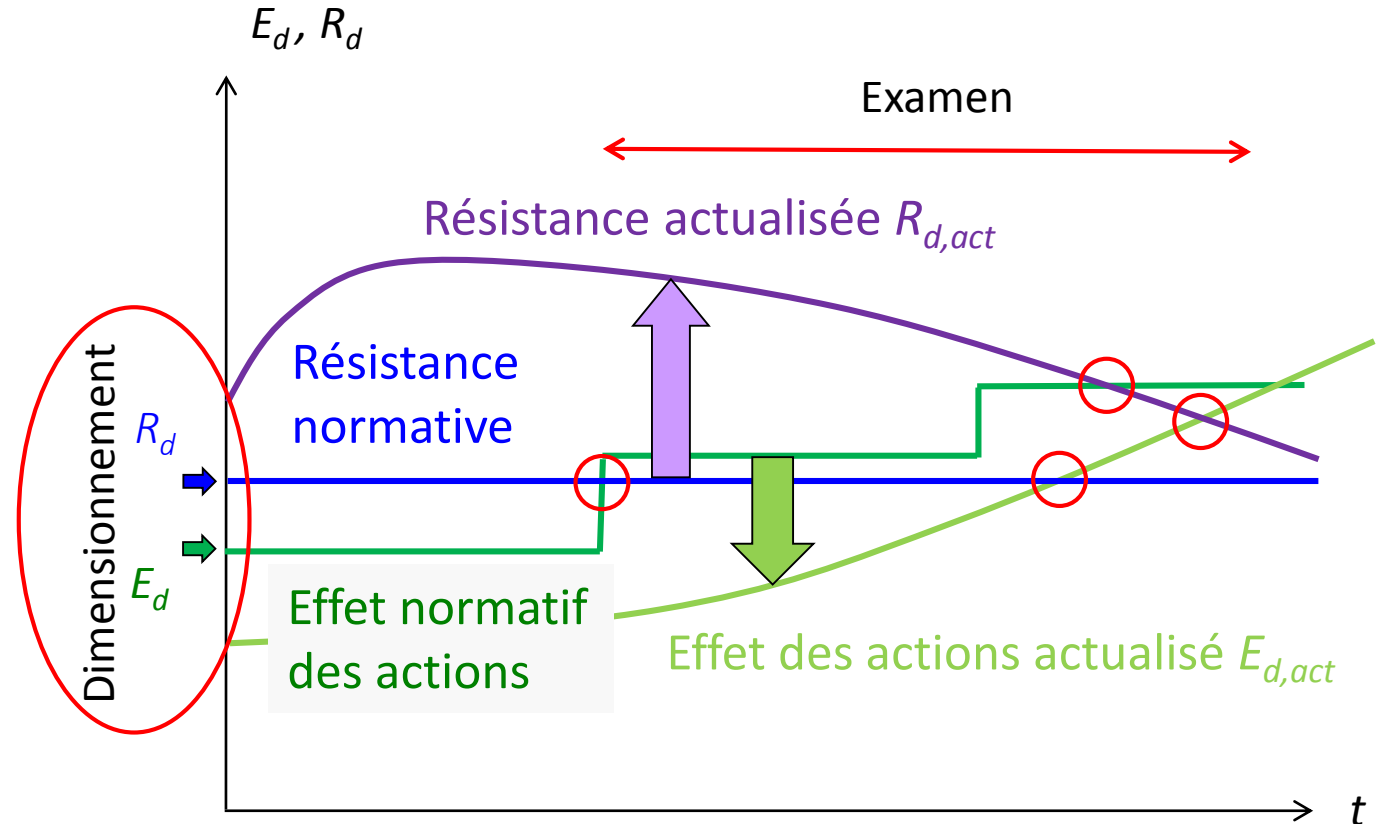 E_d, R_d
Examen
Résistance actualisée R_d,act
Dimensionnement
Résistance
normative
R_d
E_d
Effet normatif
des actions
Effet des actions actualisé E_d,act
t